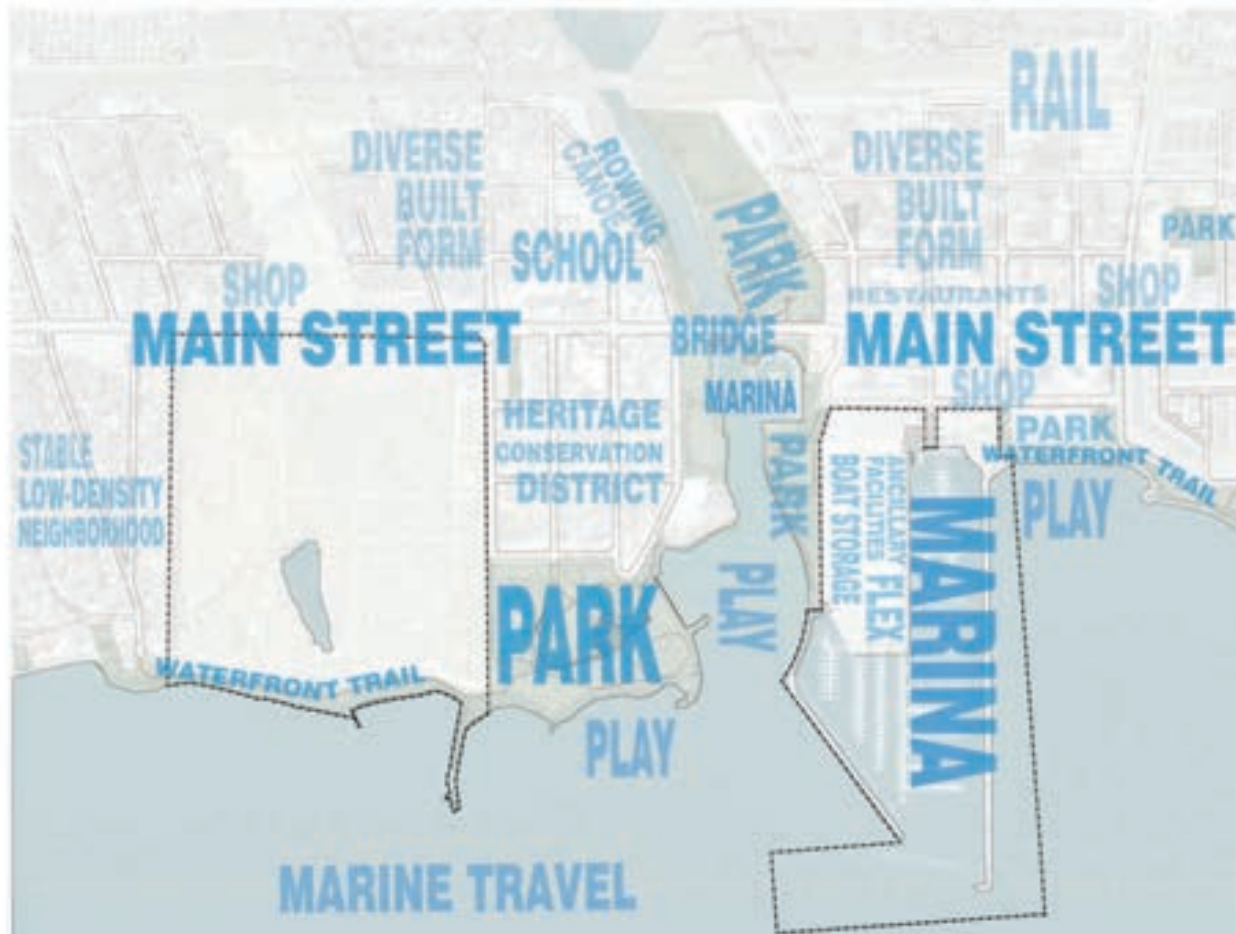 RAIL
DIVERSE
BUILT
FORM
ROWING
CANOE
SCHOOL
PARK
DIVERSE
BUILT
FORM
PARK
SHOP
RESTAURANTS
SHOP
MAIN STREET
BRIDGE
MAIN STREET
SHOP
MARINA
HERITAGE
CONSERVATION
DISTRICT
STABLE
LOW-DENSITY
NEIGHBORHOOD
PARK
PARK
WATERFRONT TRAIL
PLAY
ANCILLARY
FACILITIES
BOAT STORAGE
FLEX
MARINA
PLAY
PARK
WATERFRONT TRAIL
PLAY
MARINE TRAVEL